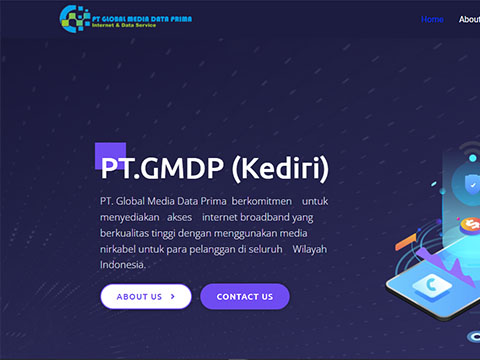 PT GLOBAL MEDIA DATA PRIMA
Internet & Data Service
Home About
PT.GMDP (Kediri)
PT. Global Media Data Prima berkomitmen untuk
menyediakan akses internet broadband yang
berkualitas tinggi dengan menggunakan media
nirkabel untuk para pelanggan di seluruh Wilayah
Indonesia.
ABOUT US
CONTACT US